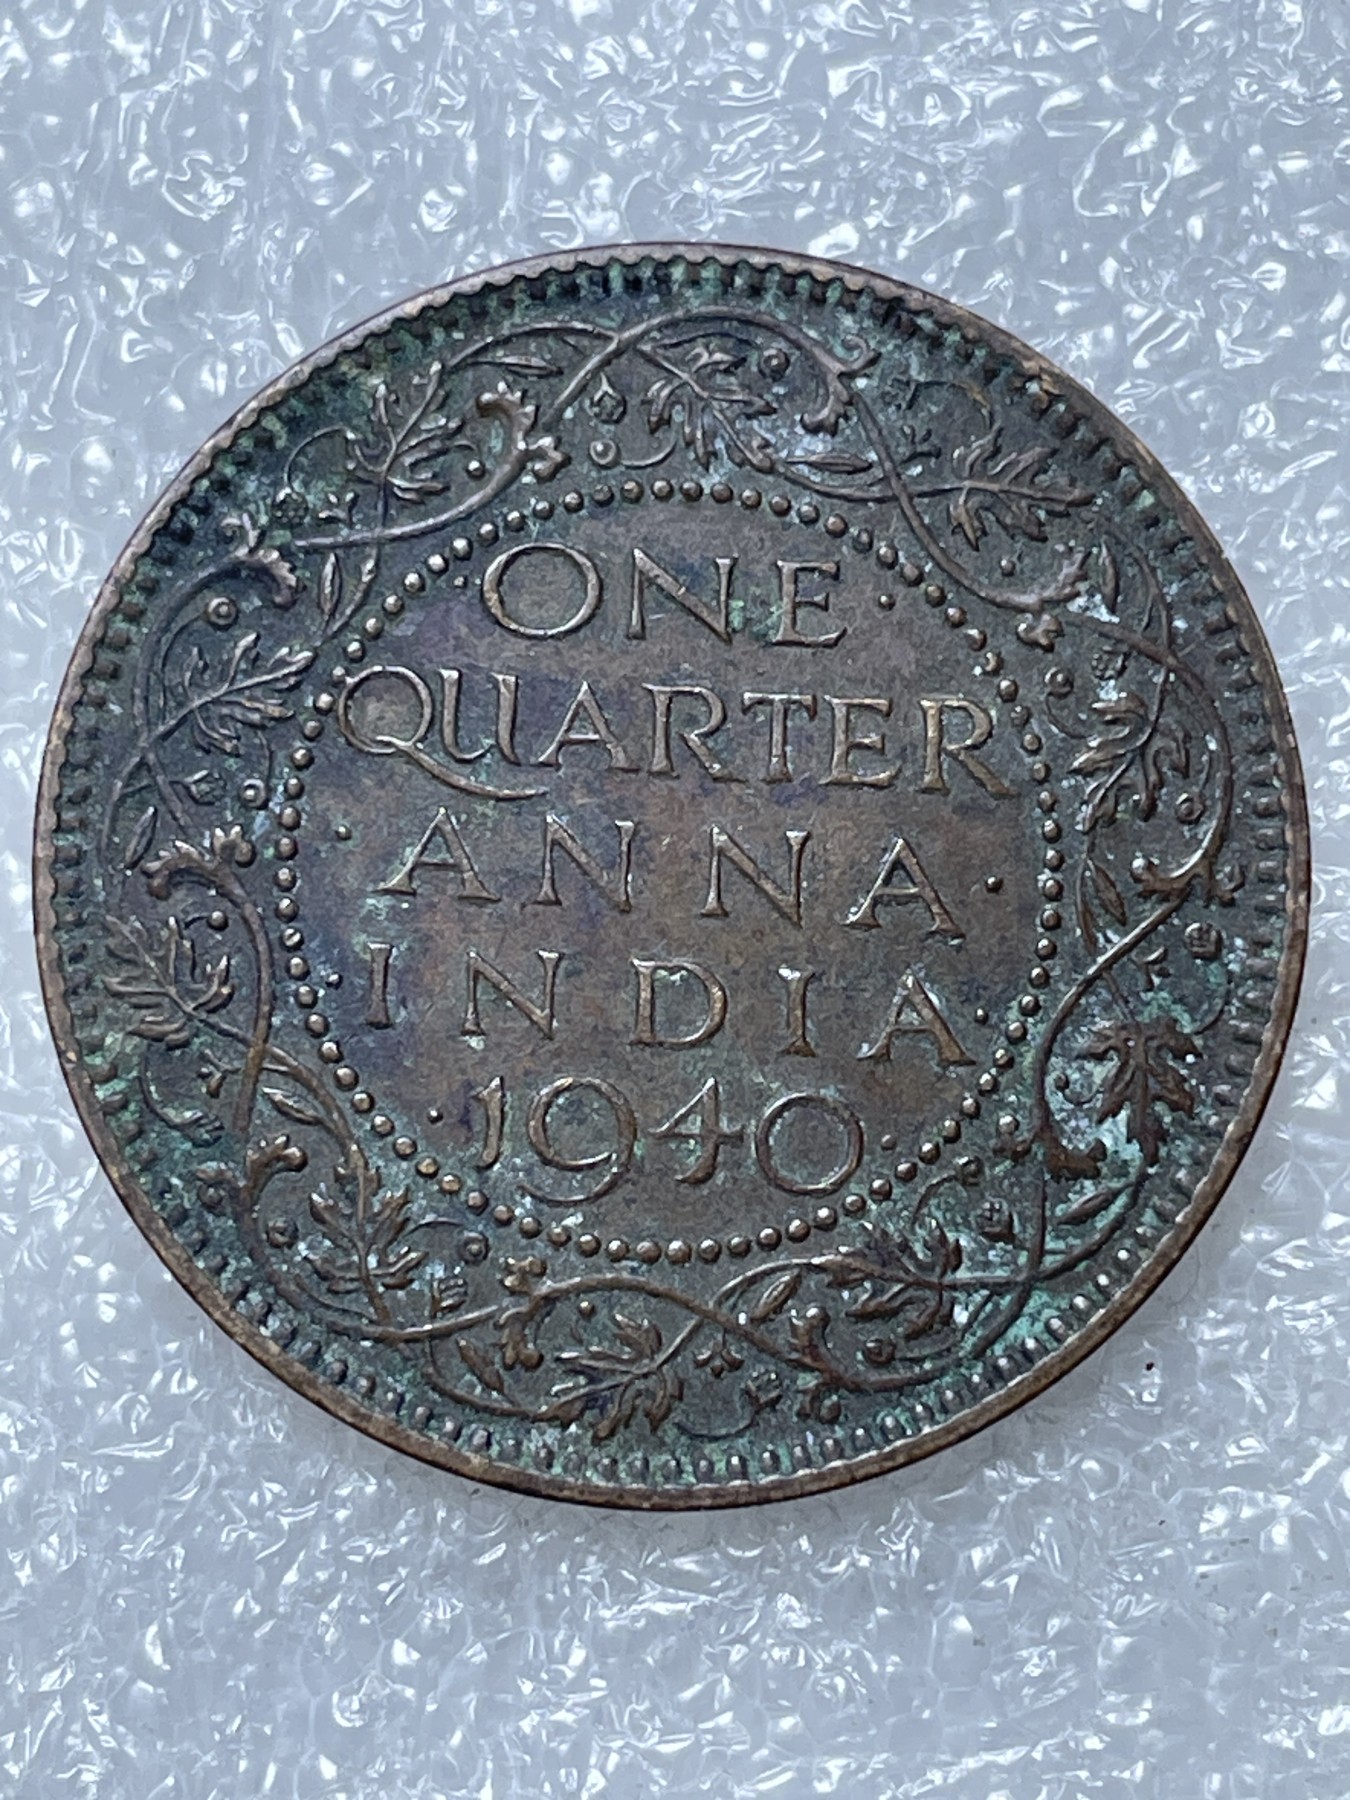 ONE
QUARTER
·ANNA·
INDIA
·1940·